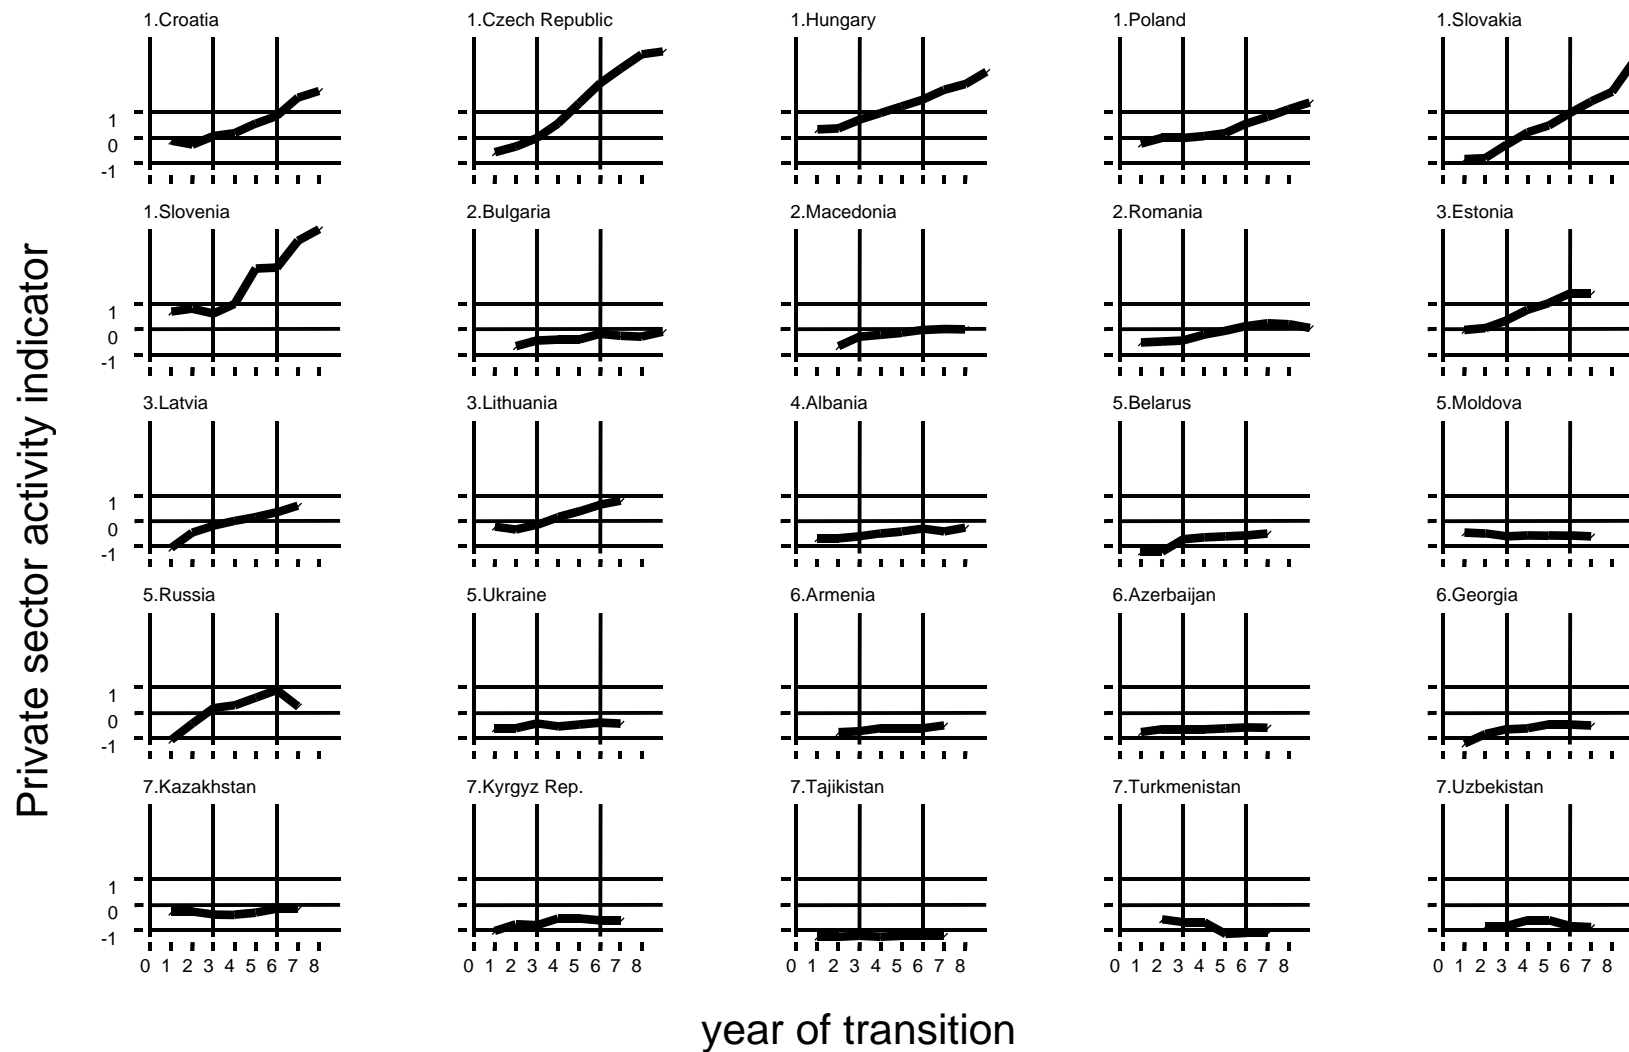 1.Croatia 1.Czech Republic 1.Hungary 1.Poland 1.Slovakia
1
0
-1
1.Slovenia 2.Bulgaria 2.Macedonia 2.Romania 3.Estonia
1
0
-1
3.Latvia 3.Lithuania 4.Albania 5.Belarus 5.Moldova
1
0
-1
5.Russia 5.Ukraine 6.Armenia 6.Azerbaijan 6.Georgia
1
0
-1
7.Kazakhstan 7.Kyrgyz Rep. 7.Tajikistan 7.Turkmenistan 7.Uzbekistan
1
0
-1
0 1 2 3 4 5 6 7 8 0 1 2 3 4 5 6 7 8 0 1 2 3 4 5 6 7 8 0 1 2 3 4 5 6 7 8 0 1 2 3 4 5 6 7 8
Private sector activity indicator
year of transition